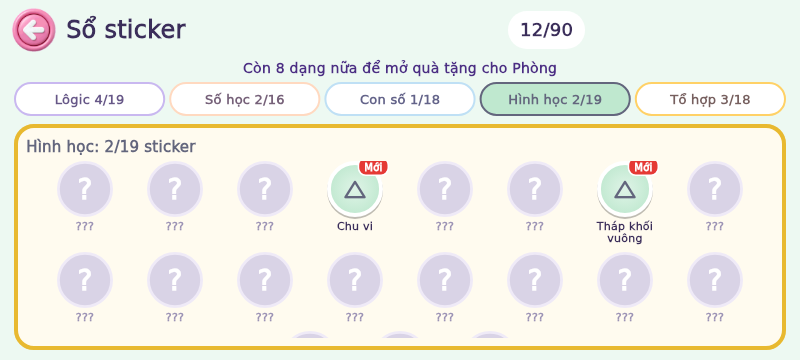 Sổ sticker
12/90
Còn 8 dạng nữa để mở quà tặng cho Phòng
Lôgic 4/19
Số học 2/16
Con số 1/18
Hình học 2/19
Tổ hợp 3/18
Hình học: 2/19 sticker
? ? ? Mới ? ? Mới ?
??? ??? ??? Chu vi ??? ??? Tháp khối vuông ???
? ? ? ? ? ? ? ?
??? ??? ??? ??? ??? ??? ??? ???